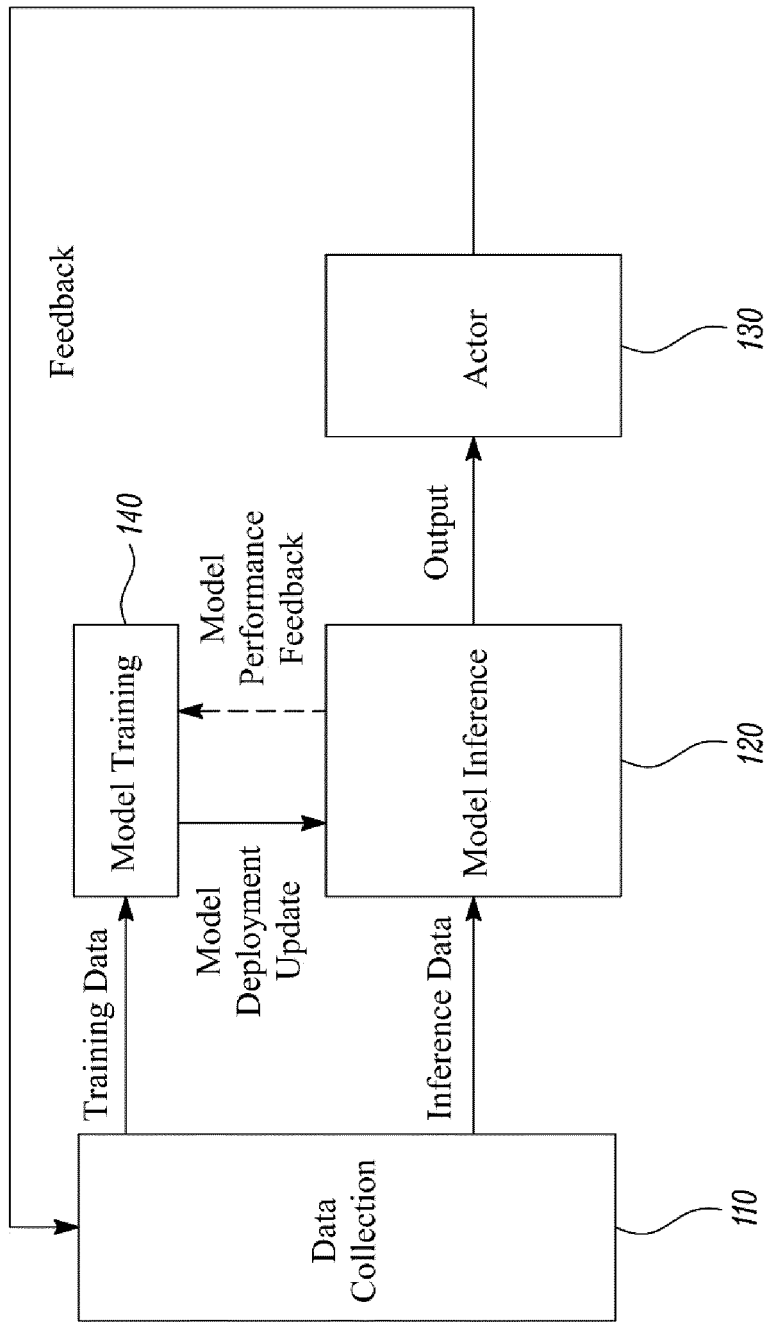 Feedback
Training Data
Model Training
140
Model
Deployment
Update
Model
Performance
Feedback
Data
Collection
110
Inference Data
Model Inference
120
Output
Actor
130